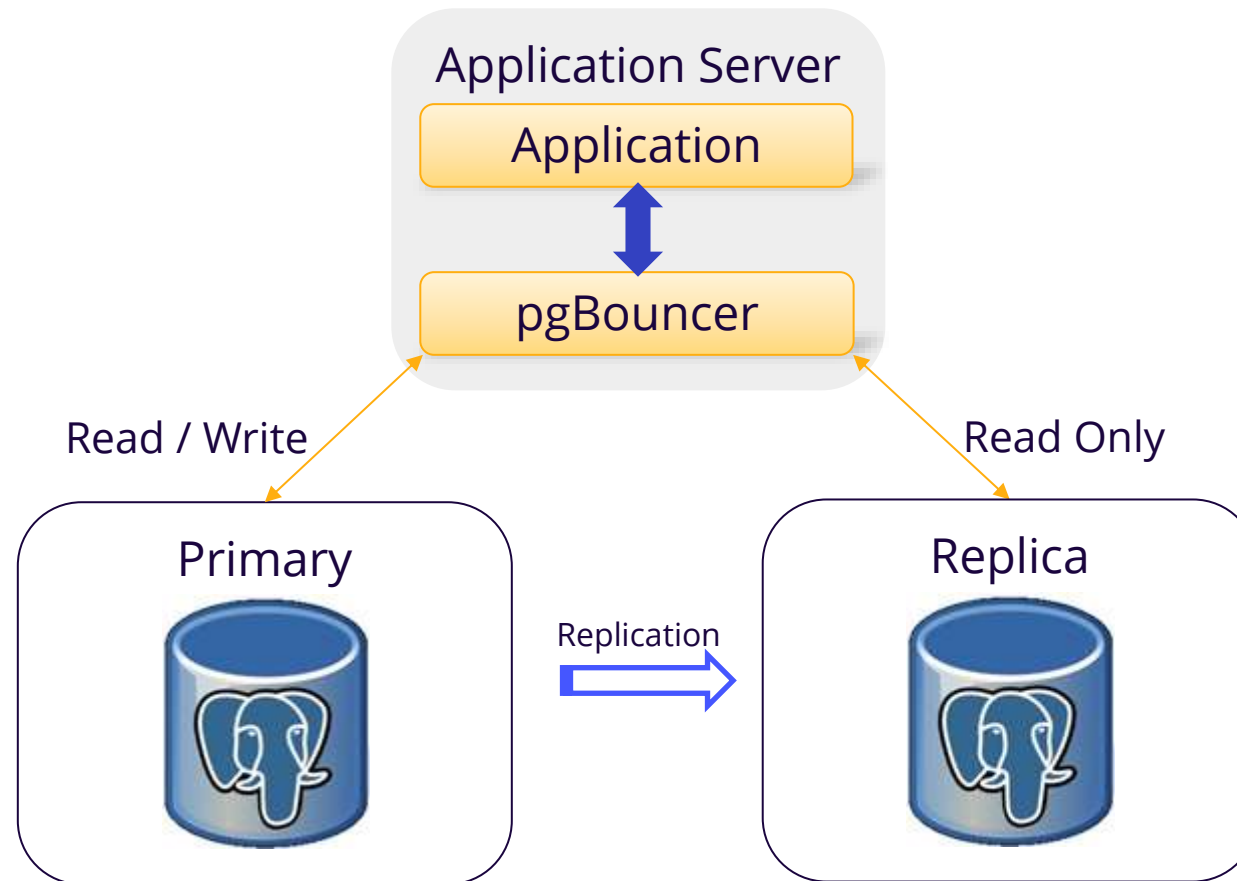 Application Server
Application
pgBouncer
Read / Write
Read Only
Primary
Replica
Replication